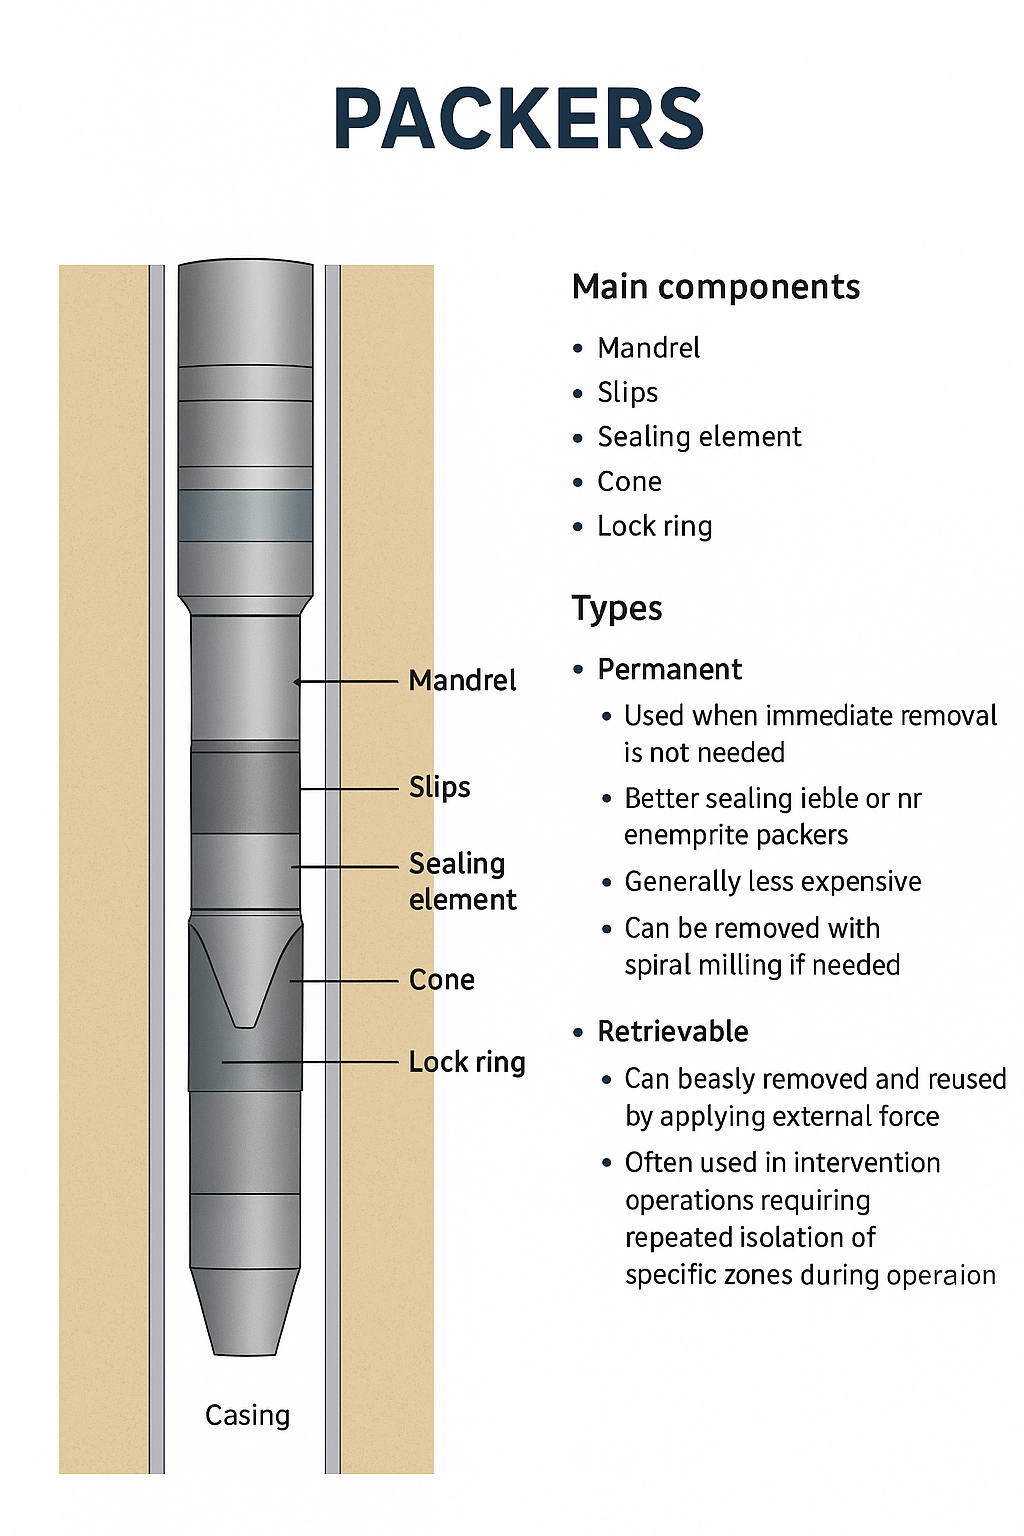 PACKERS
Mandrel
Slips
Sealing
element
Cone
Lock ring
Casing
Main components
• Mandrel
• Slips
• Sealing element
• Cone
• Lock ring
Types
• Permanent
• Used when immediate removal
is not needed
• Better sealing ieble or nr
enemprite packers
• Generally less expensive
• Can be removed with
spiral milling if needed
• Retrievable
• Can beasly removed and reused
by applying external force
• Often used in intervention
operations requiring
repeated isolation of
specific zones during operaion